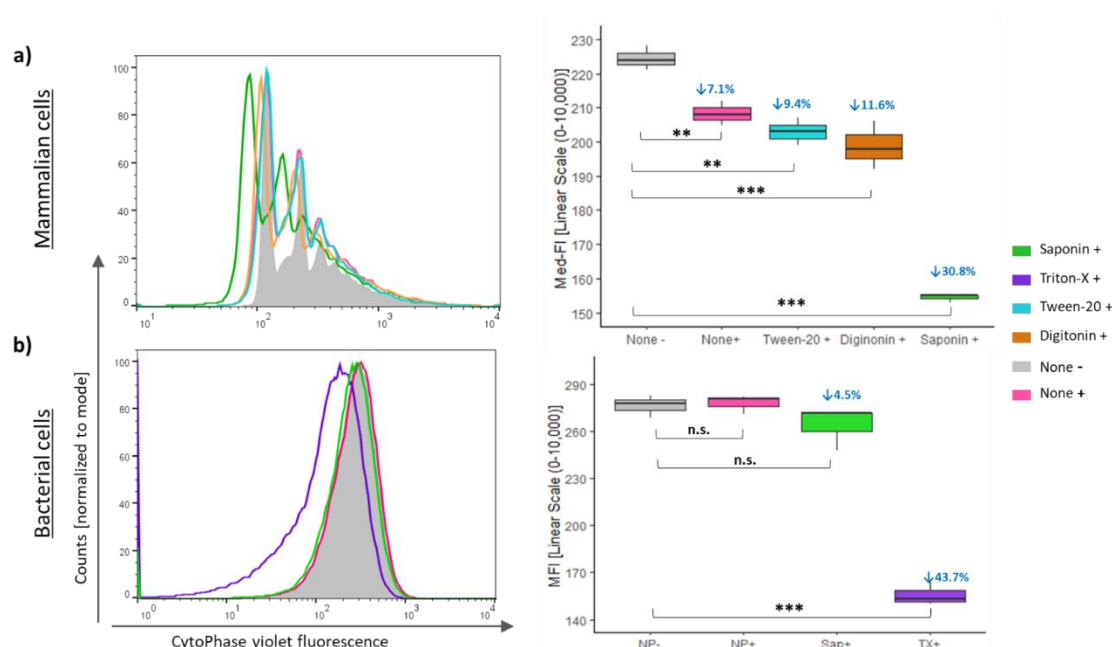 a)
Mammalian cells
100
80
60
40
20
0
10^1
10^2
10^3
10^4
Med-FI [Linear Scale (0-10,000)]
230
220
210
200
190
180
170
160
150
↓7.1%
↓9.4%
↓11.6%
↓30.8%
**
**
***
***
None -
None+
Tween-20 +
Diginonin +
Saponin +
b)
Bacterial cells
Counts [normalized to mode]
100
80
60
40
20
0
10^0
10^1
10^2
10^3
10^4
CytoPhase violet fluorescence
MFI [Linear Scale (0-10,000)]
290
260
230
200
170
140
↓4.5%
n.s.
n.s.
↓43.7%
***
NP-
NP+
Sap+
TX+
Saponin +
Triton-X +
Tween-20 +
Digitonin +
None -
None +